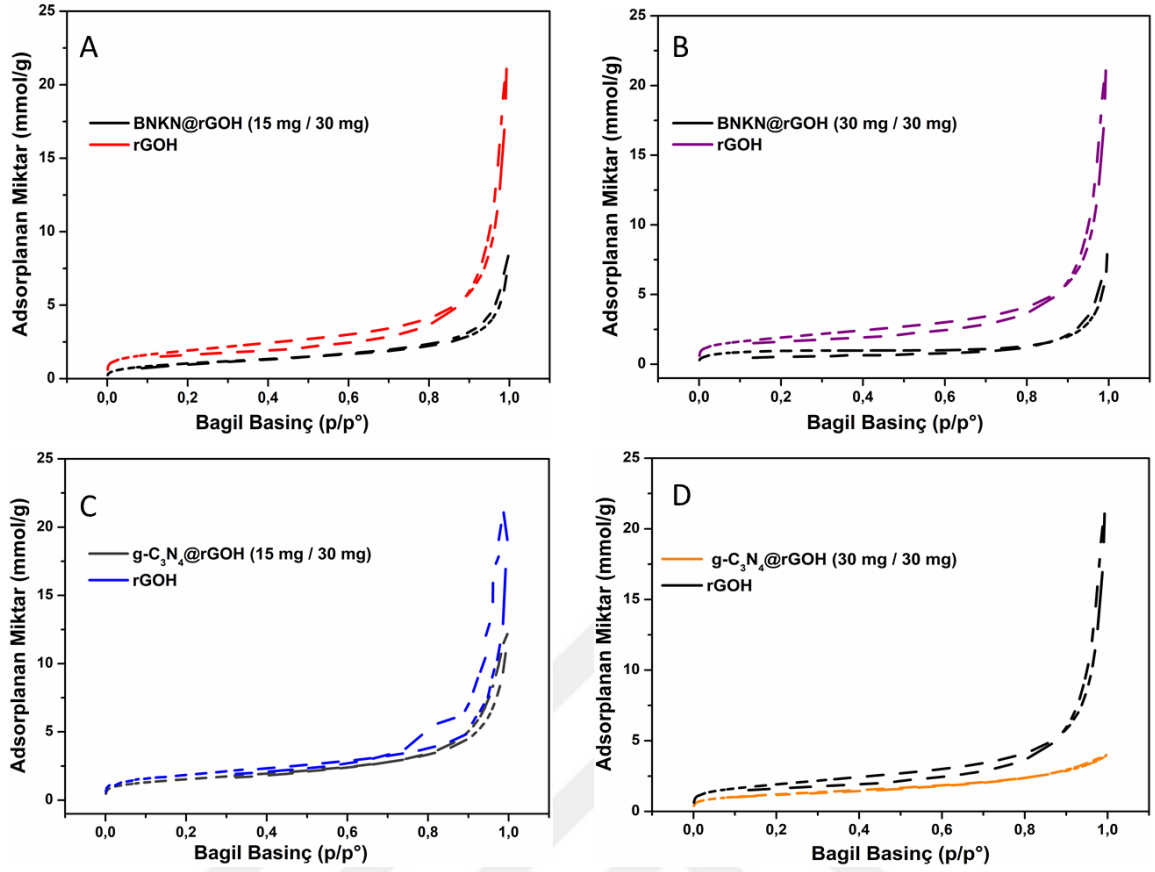 A
BNKN@rGOH (15 mg / 30 mg)
rGOH
Adsorplanan Miktar (mmol/g)
25
20
15
10
5
0
0,0 0,2 0,4 0,6 0,8 1,0
Bagil Basinç (p/p°)
B
BNKN@rGOH (30 mg / 30 mg)
rGOH
Adsorplanan Miktar (mmol/g)
25
20
15
10
5
0
0,0 0,2 0,4 0,6 0,8 1,0
Bagil Basinç (p/p°)
C
g-C₃N₄@rGOH (15 mg / 30 mg)
rGOH
Adsorplanan Miktar (mmol/g)
25
20
15
10
5
0
0,0 0,2 0,4 0,6 0,8 1,0
Bagil Basinç (p/p°)
D
g-C₃N₄@rGOH (30 mg / 30 mg)
rGOH
Adsorplanan Miktar (mmol/g)
25
20
15
10
5
0
0,0 0,2 0,4 0,6 0,8 1,0
Bagil Basinç (p/p°)